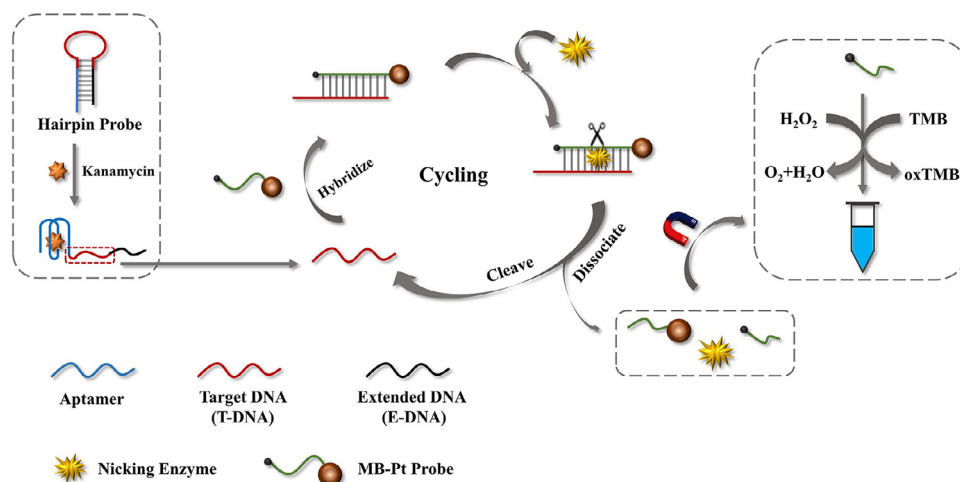 Hairpin Probe
Kanamycin
Hybridize
Cycling
Cleave
Dissociate
H₂O₂
TMB
O₂+H₂O
oxTMB
Aptamer
Target DNA
(T-DNA)
Extended DNA
(E-DNA)
Nicking Enzyme
MB-Pt Probe